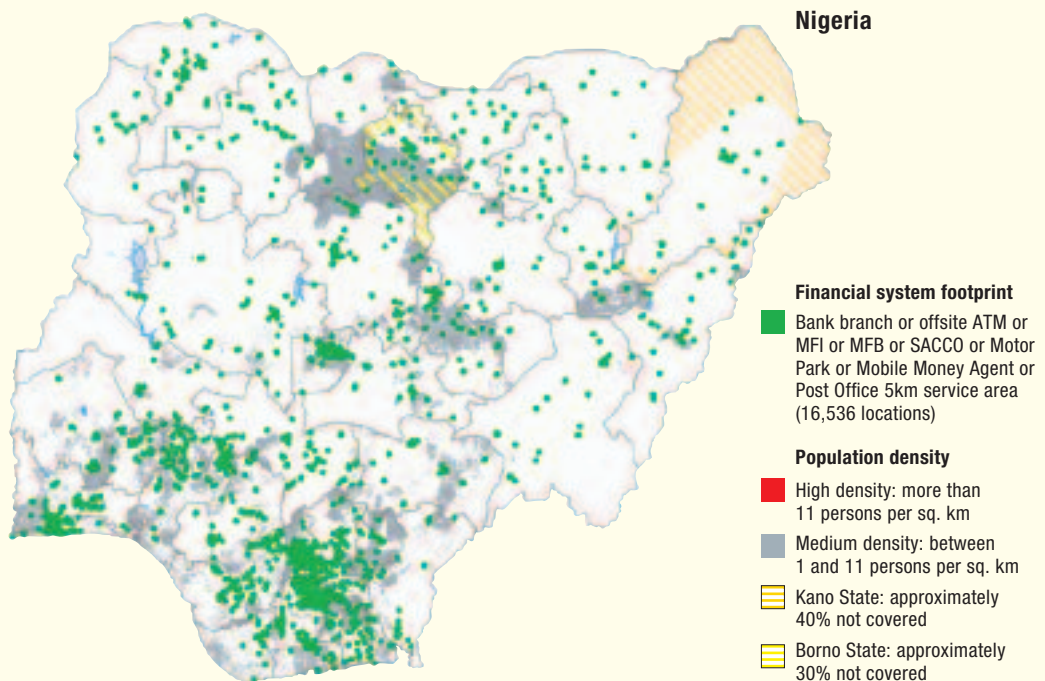 Nigeria
Financial system footprint
Bank branch or offsite ATM or
MFI or MFB or SACCO or Motor
Park or Mobile Money Agent or
Post Office 5km service area
(16,536 locations)
Population density
High density: more than
11 persons per sq. km
Medium density: between
1 and 11 persons per sq. km
Kano State: approximately
40% not covered
Borno State: approximately
30% not covered